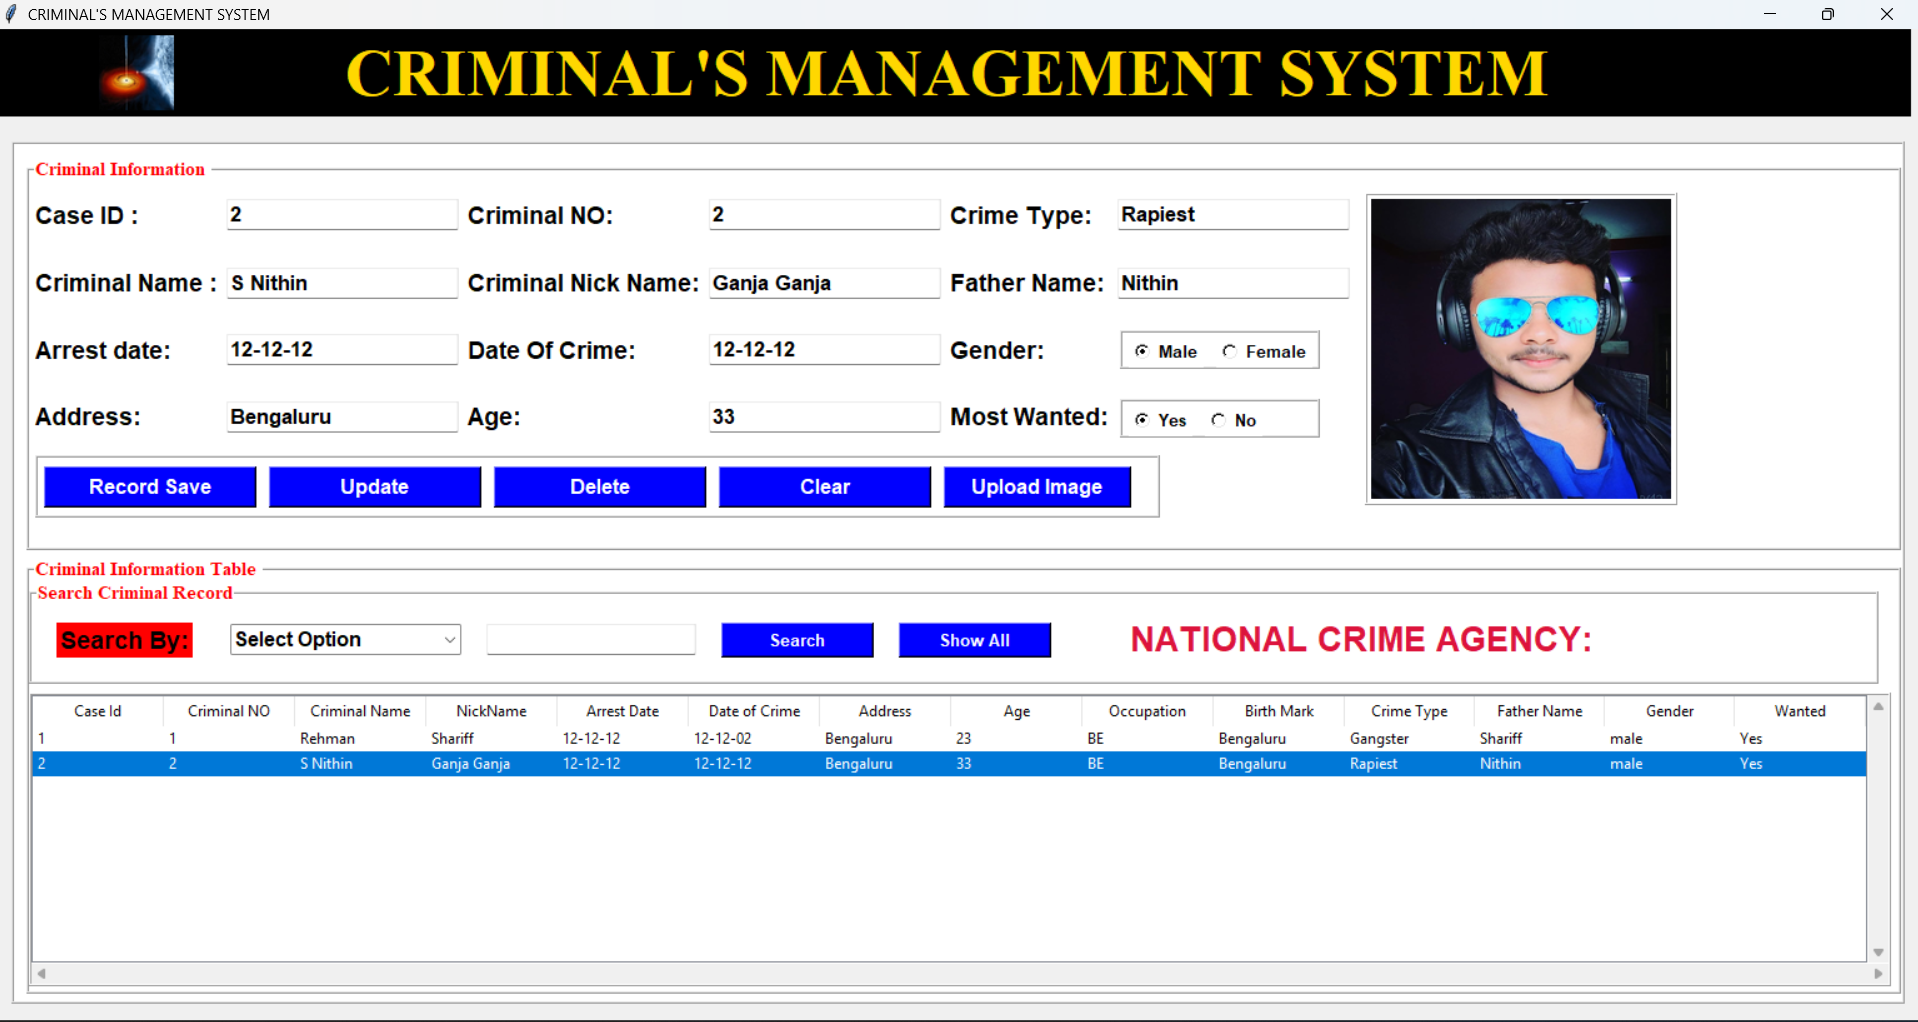 CRIMINAL'S MANAGEMENT SYSTEM
CRIMINAL'S MANAGEMENT SYSTEM
Criminal Information
Case ID : 2 Criminal NO: 2 Crime Type: Rapiest
Criminal Name : S Nithin Criminal Nick Name: Ganja Ganja Father Name: Nithin
Arrest date: 12-12-12 Date Of Crime: 12-12-12 Gender: Male Female
Address: Bengaluru Age: 33 Most Wanted: Yes No
Record Save Update Delete Clear Upload Image
Criminal Information Table
Search Criminal Record
Search By: Select Option Search Show All NATIONAL CRIME AGENCY:
Case Id Criminal NO Criminal Name NickName Arrest Date Date of Crime Address Age Occupation Birth Mark Crime Type Father Name Gender Wanted
1 1 Rehman Shariff 12-12-12 12-12-02 Bengaluru 23 BE Bengaluru Gangster Shariff male Yes
2 2 S Nithin Ganja Ganja 12-12-12 12-12-12 Bengaluru 33 BE Bengaluru Rapiest Nithin male Yes